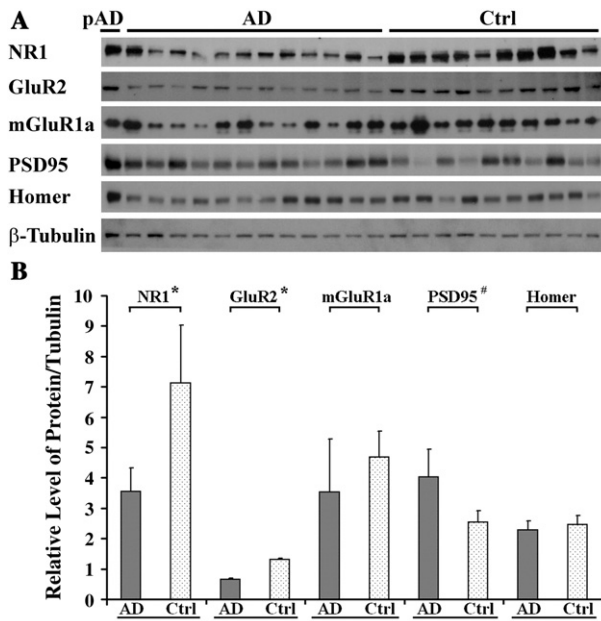 A pAD AD Ctrl
NR1
GluR2
mGluR1a
PSD95
Homer
β-Tubulin
B
NR1* GluR2* mGluR1a PSD95# Homer
Relative Level of Protein/Tubulin
10
9
8
7
6
5
4
3
2
1
0
AD Ctrl AD Ctrl AD Ctrl AD Ctrl AD Ctrl